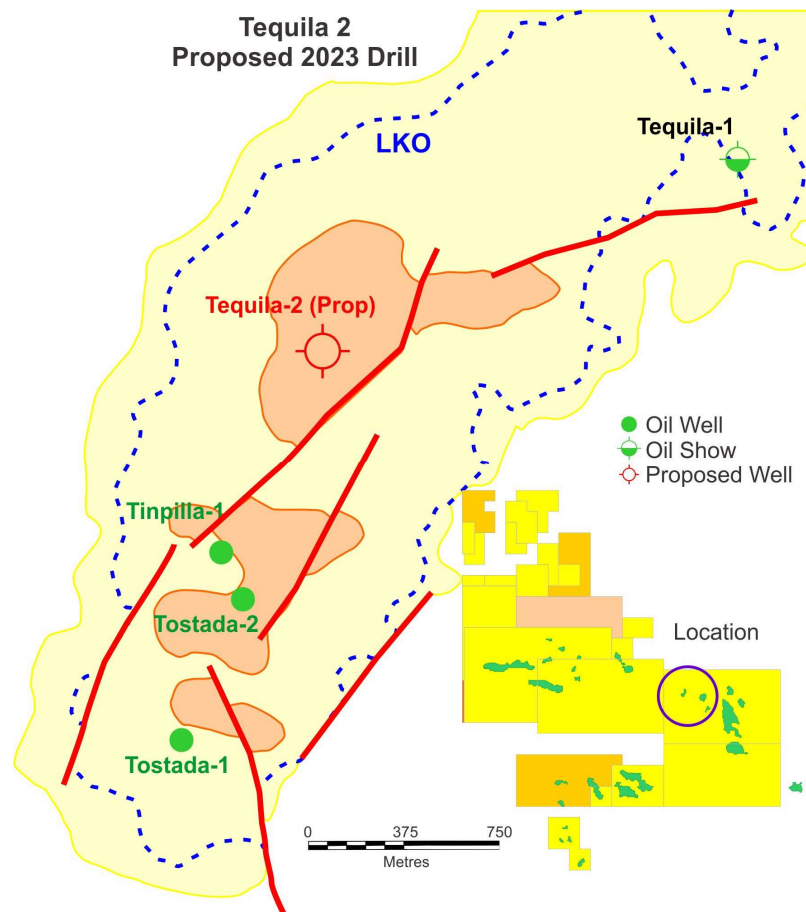 Tequila 2
Proposed 2023 Drill
Tequila-1
LKO
Tequila-2 (Prop)
Oil Well
Oil Show
Proposed Well
Tinpilla-1
Tostada-2
Location
Tostada-1
0 375 750
Metres